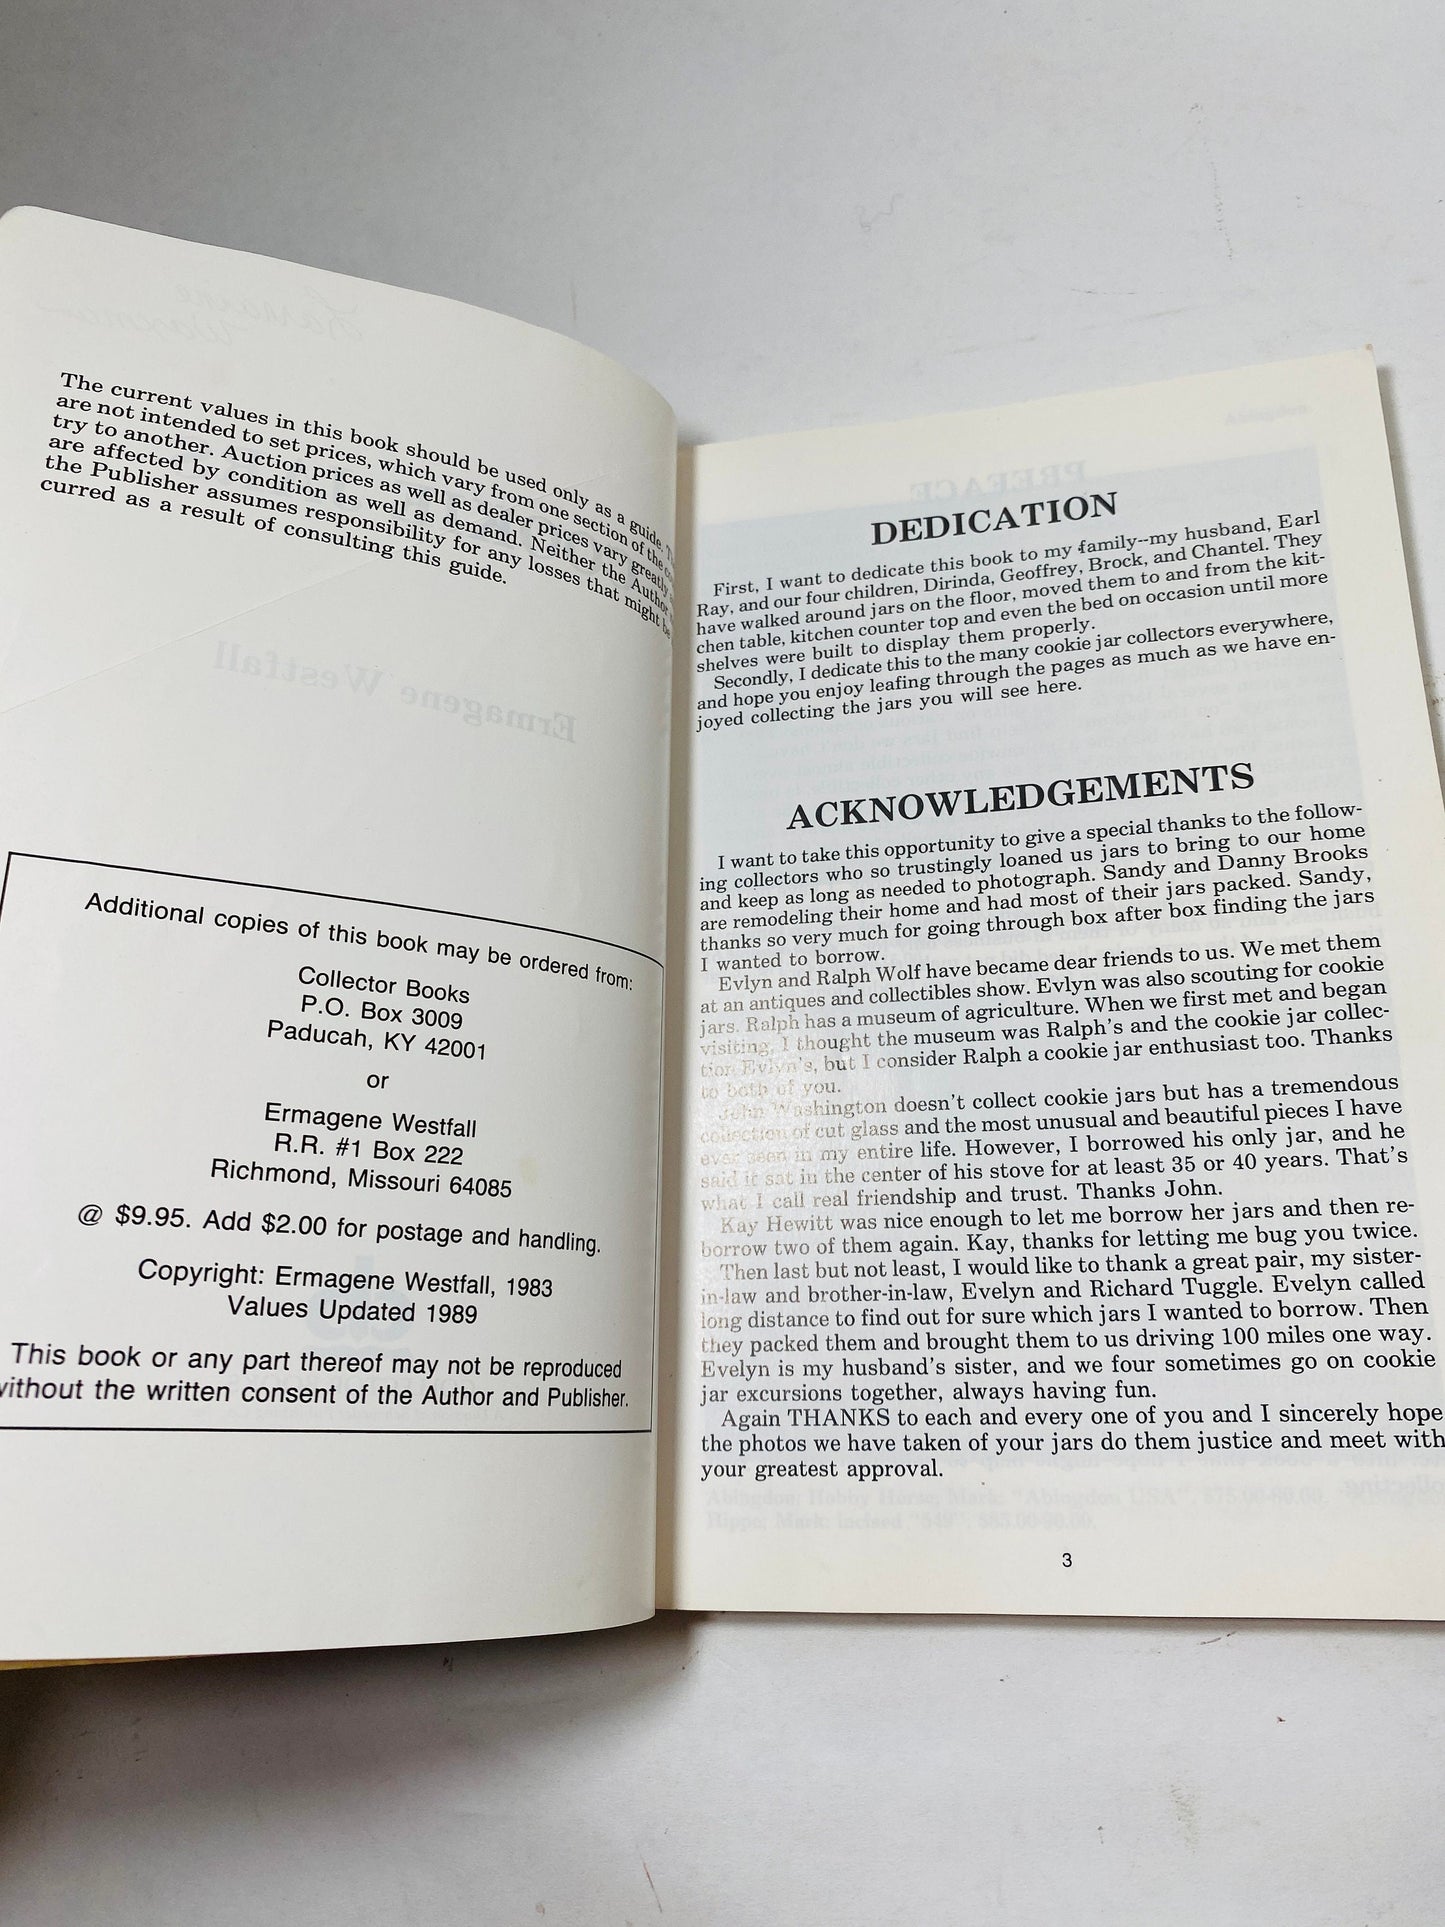 The current values in this book should be used only as a guide.
are not intended to set prices, which vary from one section of the
try to another. Auction prices as well as dealer prices vary greatly
are affected by condition as well as demand. Neither the Author
the Publisher assumes responsibility for any losses that might be
curred as a result of consulting this guide.
Ermagene Westfall
Additional copies of this book may be ordered from:
Collector Books
P.O. Box 3009
Paducah, KY 42001
or
Ermagene Westfall
R.R. #1 Box 222
Richmond, Missouri 64085
@ $9.95. Add $2.00 for postage and handling.
Copyright: Ermagene Westfall, 1983
Values Updated 1989
This book or any part thereof may not be reproduced
without the written consent of the Author and Publisher.
PREFACE
DEDICATION
First, I want to dedicate this book to my family--my husband, Earl
Ray, and our four children, Dirinda, Geoffrey, Brock, and Chantel. They
have walked around jars on the floor, moved them to and from the kit-
chen table, kitchen counter top and even the bed on occasion until more
shelves were built to display them properly.
Secondly, I dedicate this to the many cookie jar collectors everywhere,
and hope you enjoy leafing through the pages as much as we have en-
joyed collecting the jars you will see here.
ACKNOWLEDGEMENTS
I want to take this opportunity to give a special thanks to the follow-
ing collectors who so trustingly loaned us jars to bring to our home
and keep as long as needed to photograph. Sandy and Danny Brooks
are remodeling their home and had most of their jars packed. Sandy,
thanks so very much for going through box after box finding the jars
I wanted to borrow.
Evlyn and Ralph Wolf have became dear friends to us. We met them
at an antiques and collectibles show. Evlyn was also scouting for cookie
jars. Ralph has a museum of agriculture. When we first met and began
visiting, I thought the museum was Ralph's and the cookie jar collec-
tion Evlyn's, but I consider Ralph a cookie jar enthusiast too. Thanks
to both of you.
John Washington doesn't collect cookie jars but has a tremendous
collection of cut glass and the most unusual and beautiful pieces I have
ever seen in my entire life. However, I borrowed his only jar, and he
said it sat in the center of his stove for at least 35 or 40 years. That's
what I call real friendship and trust. Thanks John.
Kay Hewitt was nice enough to let me borrow her jars and then re-
borrow two of them again. Kay, thanks for letting me bug you twice.
Then last but not least, I would like to thank a great pair, my sister-
in-law and brother-in-law, Evelyn and Richard Tuggle. Evelyn called
long distance to find out for sure which jars I wanted to borrow. Then
they packed them and brought them to us driving 100 miles one way.
Evelyn is my husband's sister, and we four sometimes go on cookie
jar excursions together, always having fun.
Again THANKS to each and every one of you and I sincerely hope
the photos we have taken of your jars do them justice and meet with
your greatest approval.
3